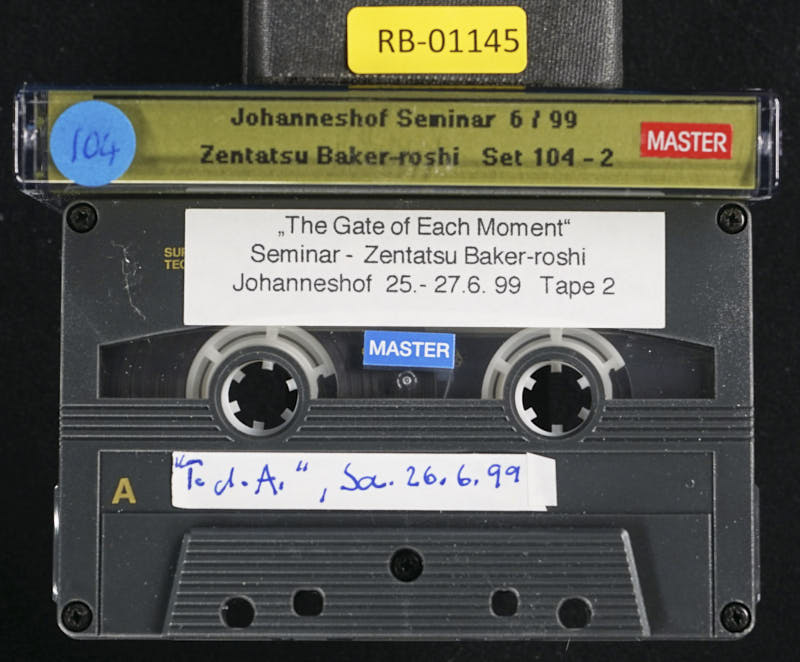 RB-01145
Johanneshof Seminar 6 / 99
104
MASTER
Zentatsu Baker-roshi Set 104 - 2
„The Gate of Each Moment“
Seminar - Zentatsu Baker-roshi
Johanneshof 25.- 27.6. 99 Tape 2
MASTER
A
"T. d. A." , Sa. 26.6.99